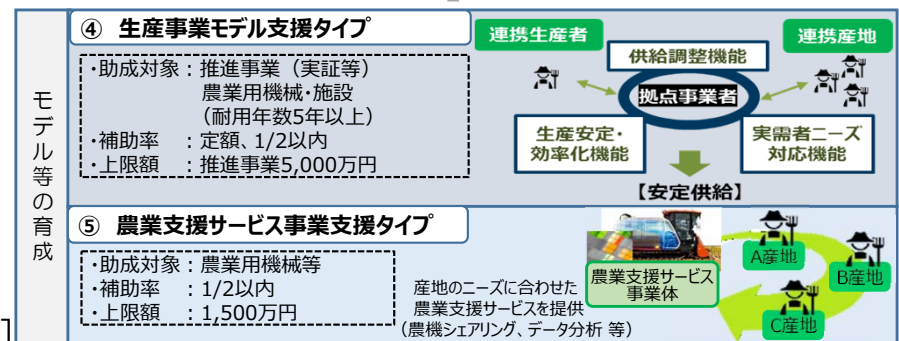 モデル等の育成
④ 生産事業モデル支援タイプ
・助成対象：推進事業（実証等）
農業用機械・施設
（耐用年数5年以上）
・補助率　：定額、1/2以内
・上限額　：推進事業5,000万円
連携生産者
連携産地
供給調整機能
拠点事業者
生産安定・
効率化機能
実需者ニーズ
対応機能
【安定供給】
⑤ 農業支援サービス事業支援タイプ
・助成対象：農業用機械等
・補助率　：1/2以内
・上限額　：1,500万円
産地のニーズに合わせた
農業支援サービスを提供
（農機シェアリング、データ分析 等）
農業支援サービス
事業体
A産地
B産地
C産地